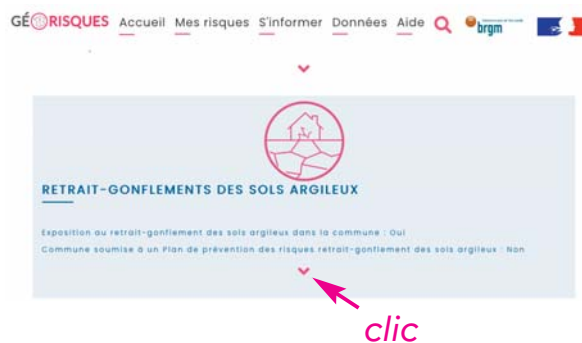 GÉORISQUES Accueil Mes risques S'informer Données Aide brgm
RETRAIT-GONFLEMENTS DES SOLS ARGILEUX
Exposition au retrait-gonflement des sols argileux dans la commune : Oui
Commune soumise à un Plan de prévention des risques retrait-gonflement des sols argileux : Non
clic